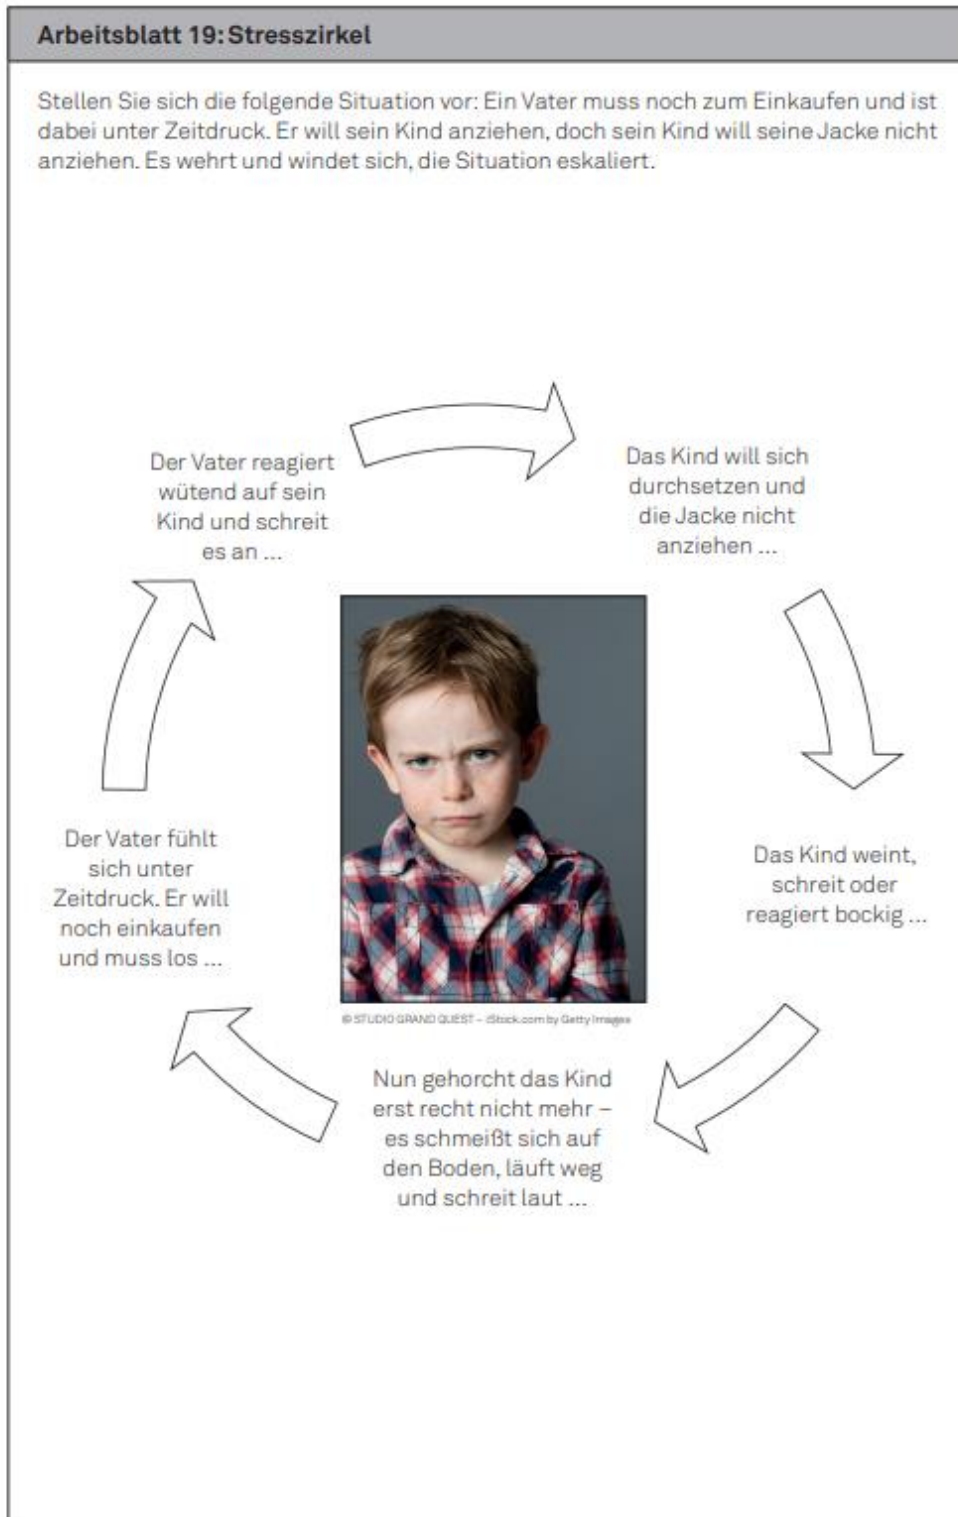 Arbeitsblatt 19: Stresszirkel
Stellen Sie sich die folgende Situation vor: Ein Vater muss noch zum Einkaufen und ist
dabei unter Zeitdruck. Er will sein Kind anziehen, doch sein Kind will seine Jacke nicht
anziehen. Es wehrt und windet sich, die Situation eskaliert.
Der Vater reagiert
wütend auf sein
Kind und schreit
es an ...
Das Kind will sich
durchsetzen und
die Jacke nicht
anziehen ...
Das Kind weint,
schreit oder
reagiert bockig ...
Nun gehorcht das Kind
erst recht nicht mehr –
es schmeißt sich auf
den Boden, läuft weg
und schreit laut ...
Der Vater fühlt
sich unter
Zeitdruck. Er will
noch einkaufen
und muss los ...
© STUDIO GRAND QUEST – iStock.com by Getty Images